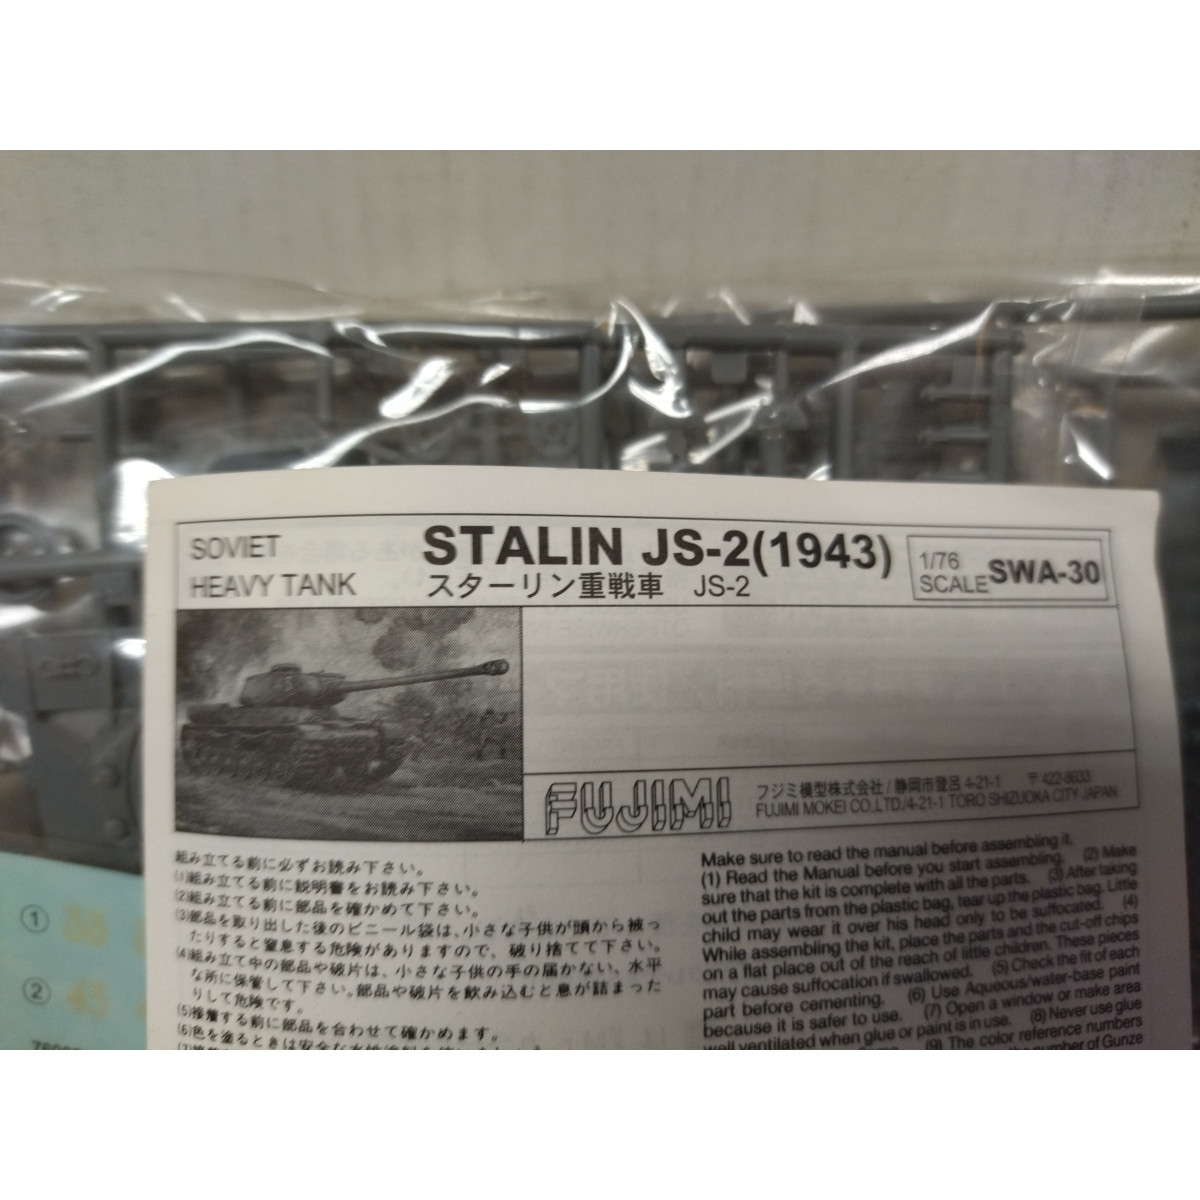 SOVIET
HEAVY TANK
STALIN JS-2(1943)
スターリン重戦車 JS-2
1/76
SCALE SWA-30
FUJIMI
フジミ模型株式会社/静岡市登呂 4-21-1 〒422-8033
FUJIMI MOKEI CO.,LTD./4-21-1 TORO SHIZUOKA CITY JAPAN
組み立てる前に必ずお読み下さい。
(1)組み立てる前に説明書をお読み下さい。
(2)組み立てる前に部品を確かめて下さい。
(3)部品を取り出した後のビニール袋は、小さな子供が頭から被っ
たりすると窒息する危険がありますので、破り捨てて下さい。
(4)組み立て中の部品や破片は、小さな子供の手の届かない、水平
な所に保管して下さい。部品や破片を飲み込むと息が詰まった
りして危険です。
(5)接着する前に部品を合わせて確かめます。
(6)色を塗るときは安全な水性塗料を
Make sure to read the manual before assembling it.
(1) Read the Manual before you start assembling. (2) Make
sure that the kit is complete with all the parts. (3) After taking
out the parts from the plastic bag, tear up the plastic bag. Little
child may wear it over his head only to be suffocated. (4)
While assembling the kit, place the parts and the cut-off chips
on a flat place out of the reach of little children. These pieces
may cause suffocation if swallowed. (5) Check the fit of each
part before cementing. (6) Use Aqueous/water-base paint
because it is safer to use. (7) Open a window or make area
well ventilated when glue or paint is in use. (8) Never use glue
(9) The color reference numbers
number of Gunze
①
②
43